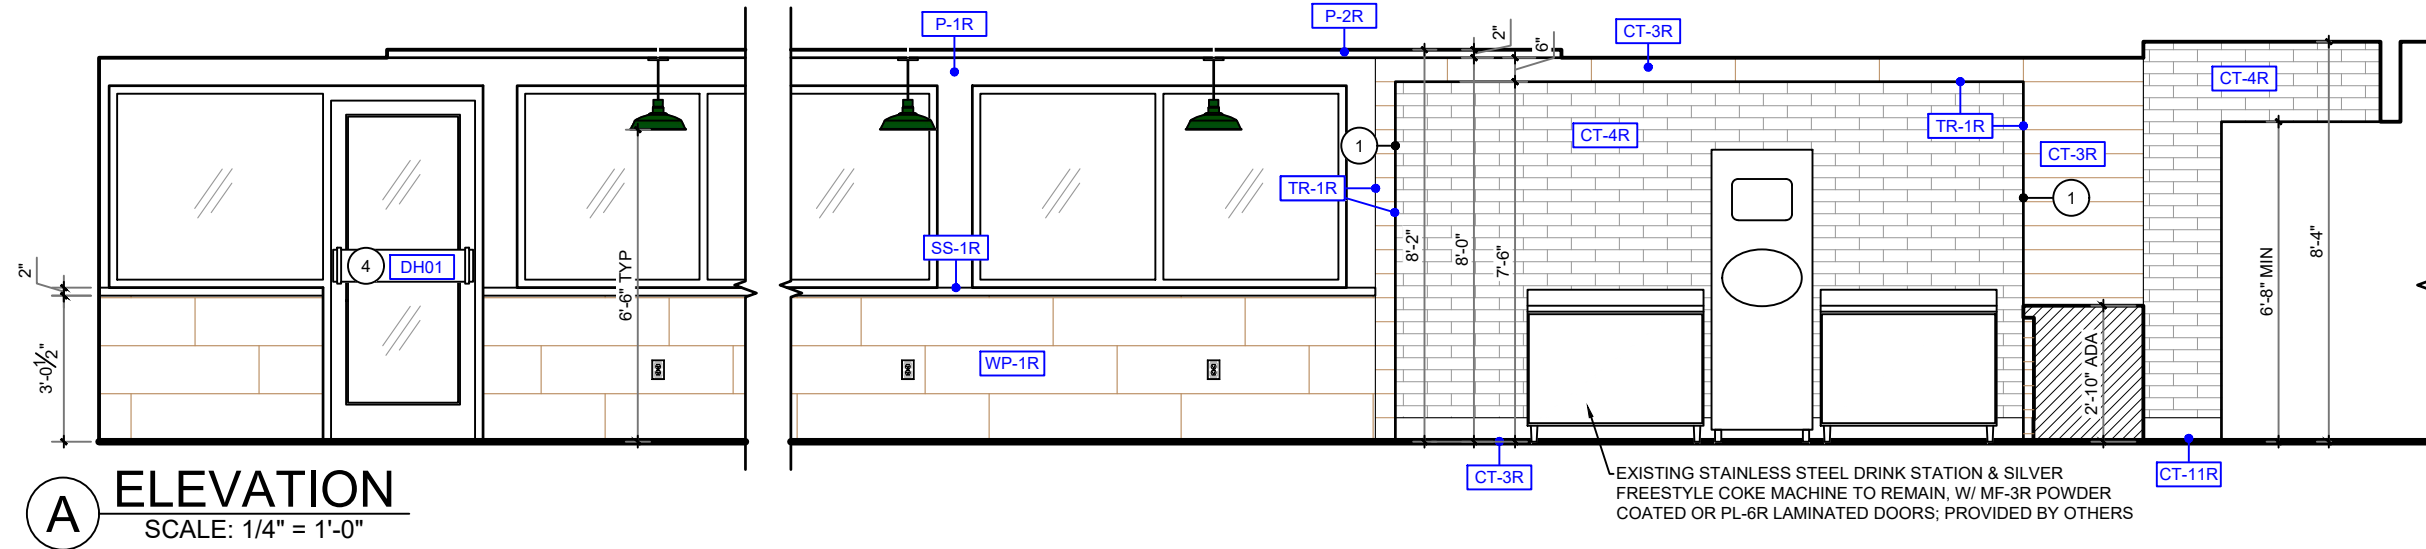 P-1R
P-2R
2"
6"
CT-3R
CT-4R
CT-4R
TR-1R
1
CT-3R
TR-1R
1
SS-1R
4
DH01
2"
6'-6" TYP
8'-2"
8'-0"
7'-6"
6'-8" MIN
8'-4"
3'-0½"
WP-1R
2'-10" ADA
CT-3R
CT-11R
EXISTING STAINLESS STEEL DRINK STATION & SILVER
FREESTYLE COKE MACHINE TO REMAIN, W/ MF-3R POWDER
COATED OR PL-6R LAMINATED DOORS; PROVIDED BY OTHERS
A
ELEVATION
SCALE: 1/4" = 1'-0"